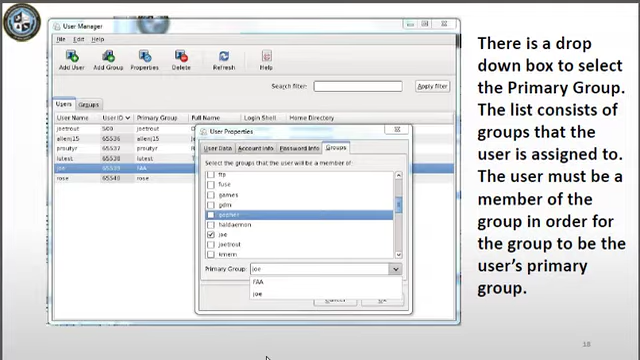 User Manager
File Edit Help
Add User Add Group Properties Delete Refresh Help
Search filter: Apply filter
Users Groups
User Name User ID Primary Group Full Name Login Shell Home Directory
joetrout 500 joetrout
allenj15 65536 allenj15
proutyr
lutest 65538 lutest
joe 65539 FAA
rose 65540 rose
User Properties
User Data Account Info Password Info Groups
Select the groups that the user will be a member of:
ftp
fuse
games
gdm
gopher
haldaemon
joe
joetrout
kmem
Primary Group: joe
FAA
joe
There is a drop
down box to select
the Primary Group.
The list consists of
groups that the
user is assigned to.
The user must be a
member of the
group in order for
the group to be the
user's primary
group.
18